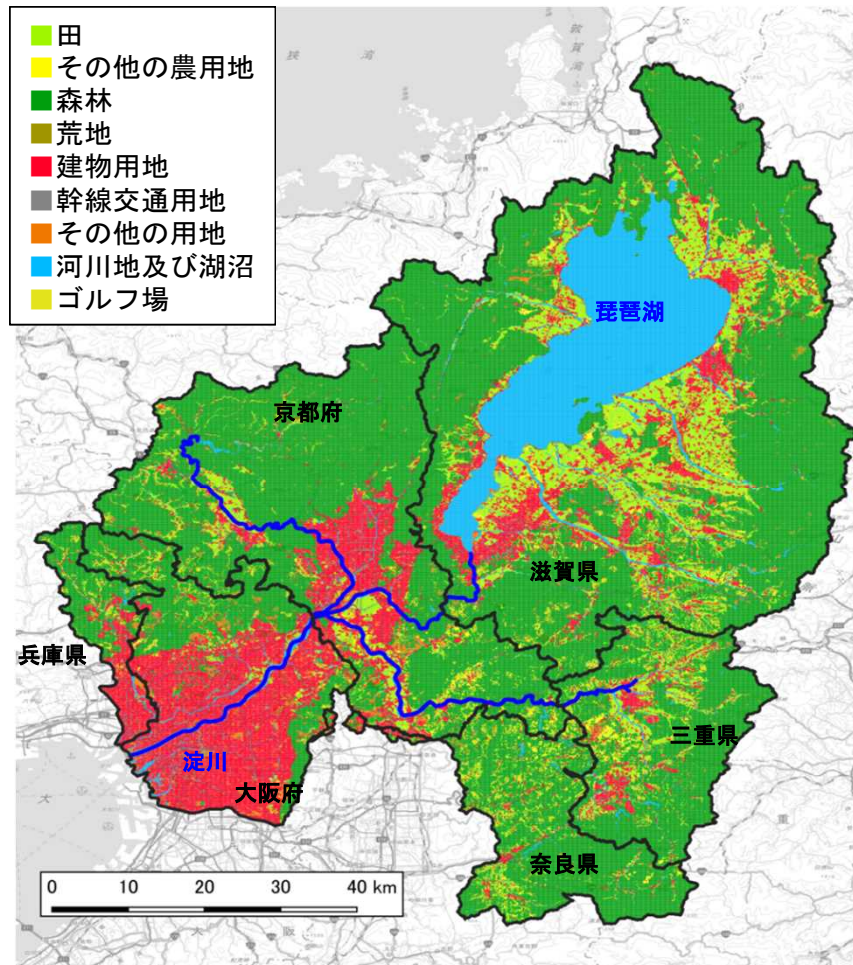 田
その他の農用地
森林
荒地
建物用地
幹線交通用地
その他の用地
河川地及び湖沼
ゴルフ場
琵琶湖
京都府
滋賀県
兵庫県
三重県
淀川
大阪府
奈良県
0 10 20 30 40 km
大 阪